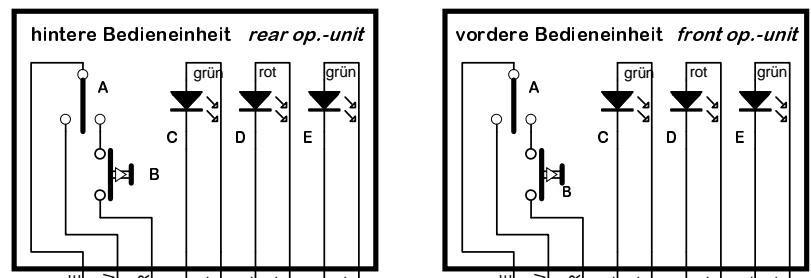 hintere Bedieneinheit rear op.-unit
grün rot grün
A
C D E
B
vordere Bedieneinheit front op.-unit
grün rot grün
A
C D E
B